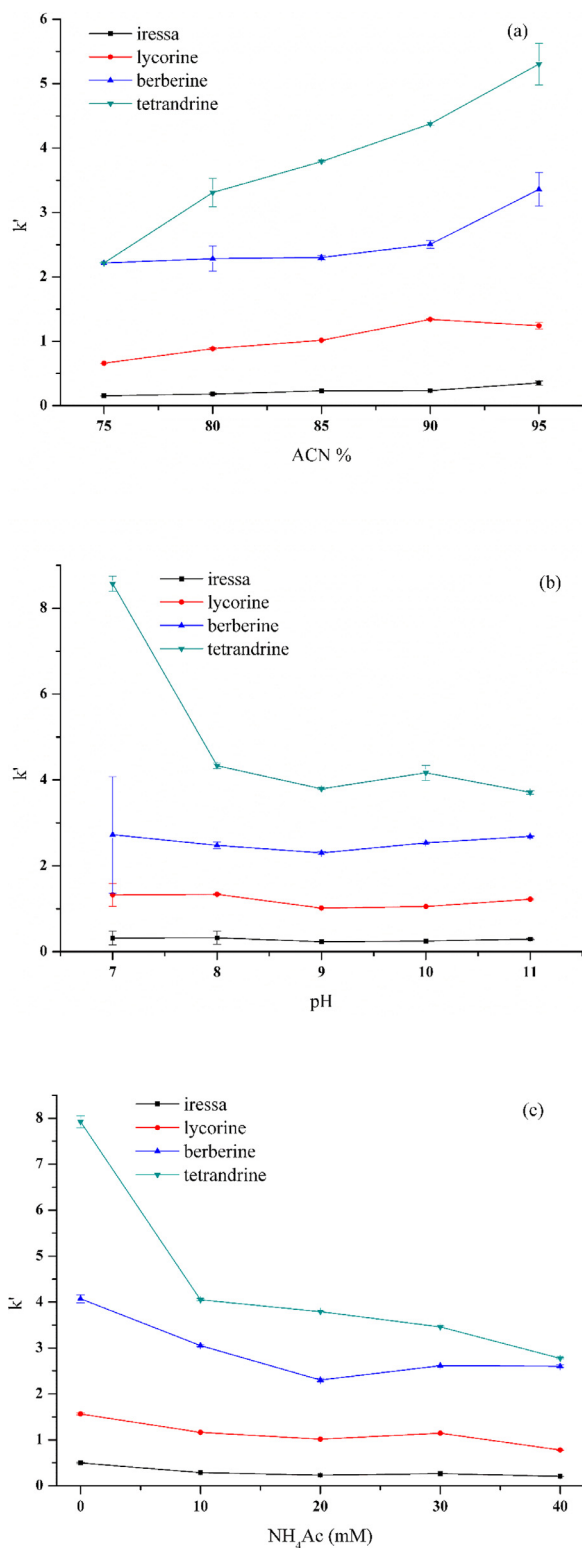 (a)
iressa
lycorine
berberine
tetrandrine
6
5
4
3
2
1
0
k'
75 80 85 90 95
ACN %
(b)
iressa
lycorine
berberine
tetrandrine
8
6
4
2
0
k'
7 8 9 10 11
pH
(c)
iressa
lycorine
berberine
tetrandrine
8
7
6
5
4
3
2
1
0
k'
0 10 20 30 40
NH4Ac (mM)